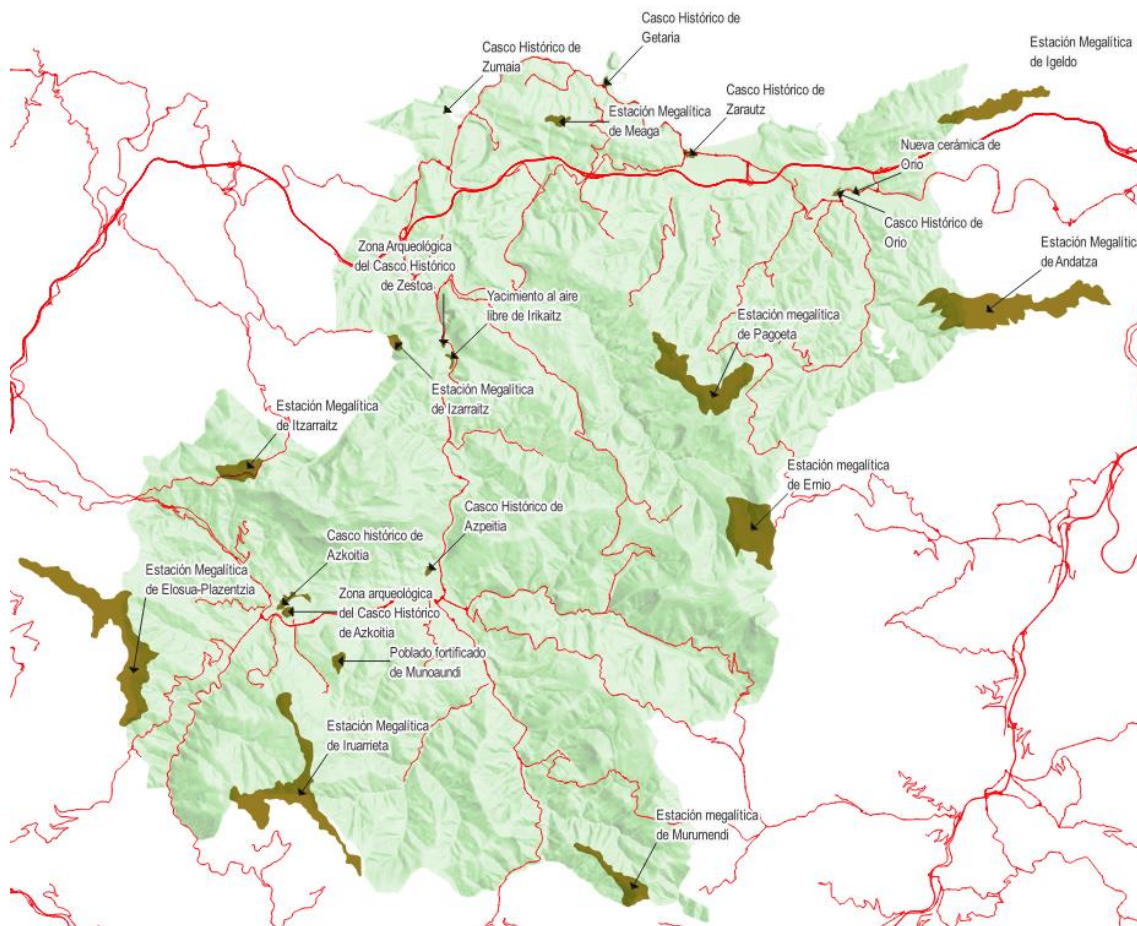 Casco Histórico de
Getaria
Casco Histórico de
Zumaia
Estación Megalítica
de Igeldo
Casco Histórico de
Zarautz
Estación Megalítica
de Meaga
Nueva cerámica de
Orio
Casco Histórico de
Orio
Zona Arqueológica
del Casco Histórico
de Zestoa
Estación Megalític
de Andatza
Yacimiento al aire
libre de Irikaitz
Estación megalítica
de Pagoeta
Estación Megalítica
de Izarraitz
Estación Megalítica
de Itzarraitz
Estación megalítica
de Ernio
Casco Histórico de
Azpeitia
Casco histórico de
Azkoitia
Estación Megalítica
de Elosua-Plazentzia
Zona arqueológica
del Casco Histórico
de Azkoitia
Poblado fortificado
de Munoaundi
Estación Megalítica
de Iruarrieta
Estación megalítica
de Murumendi